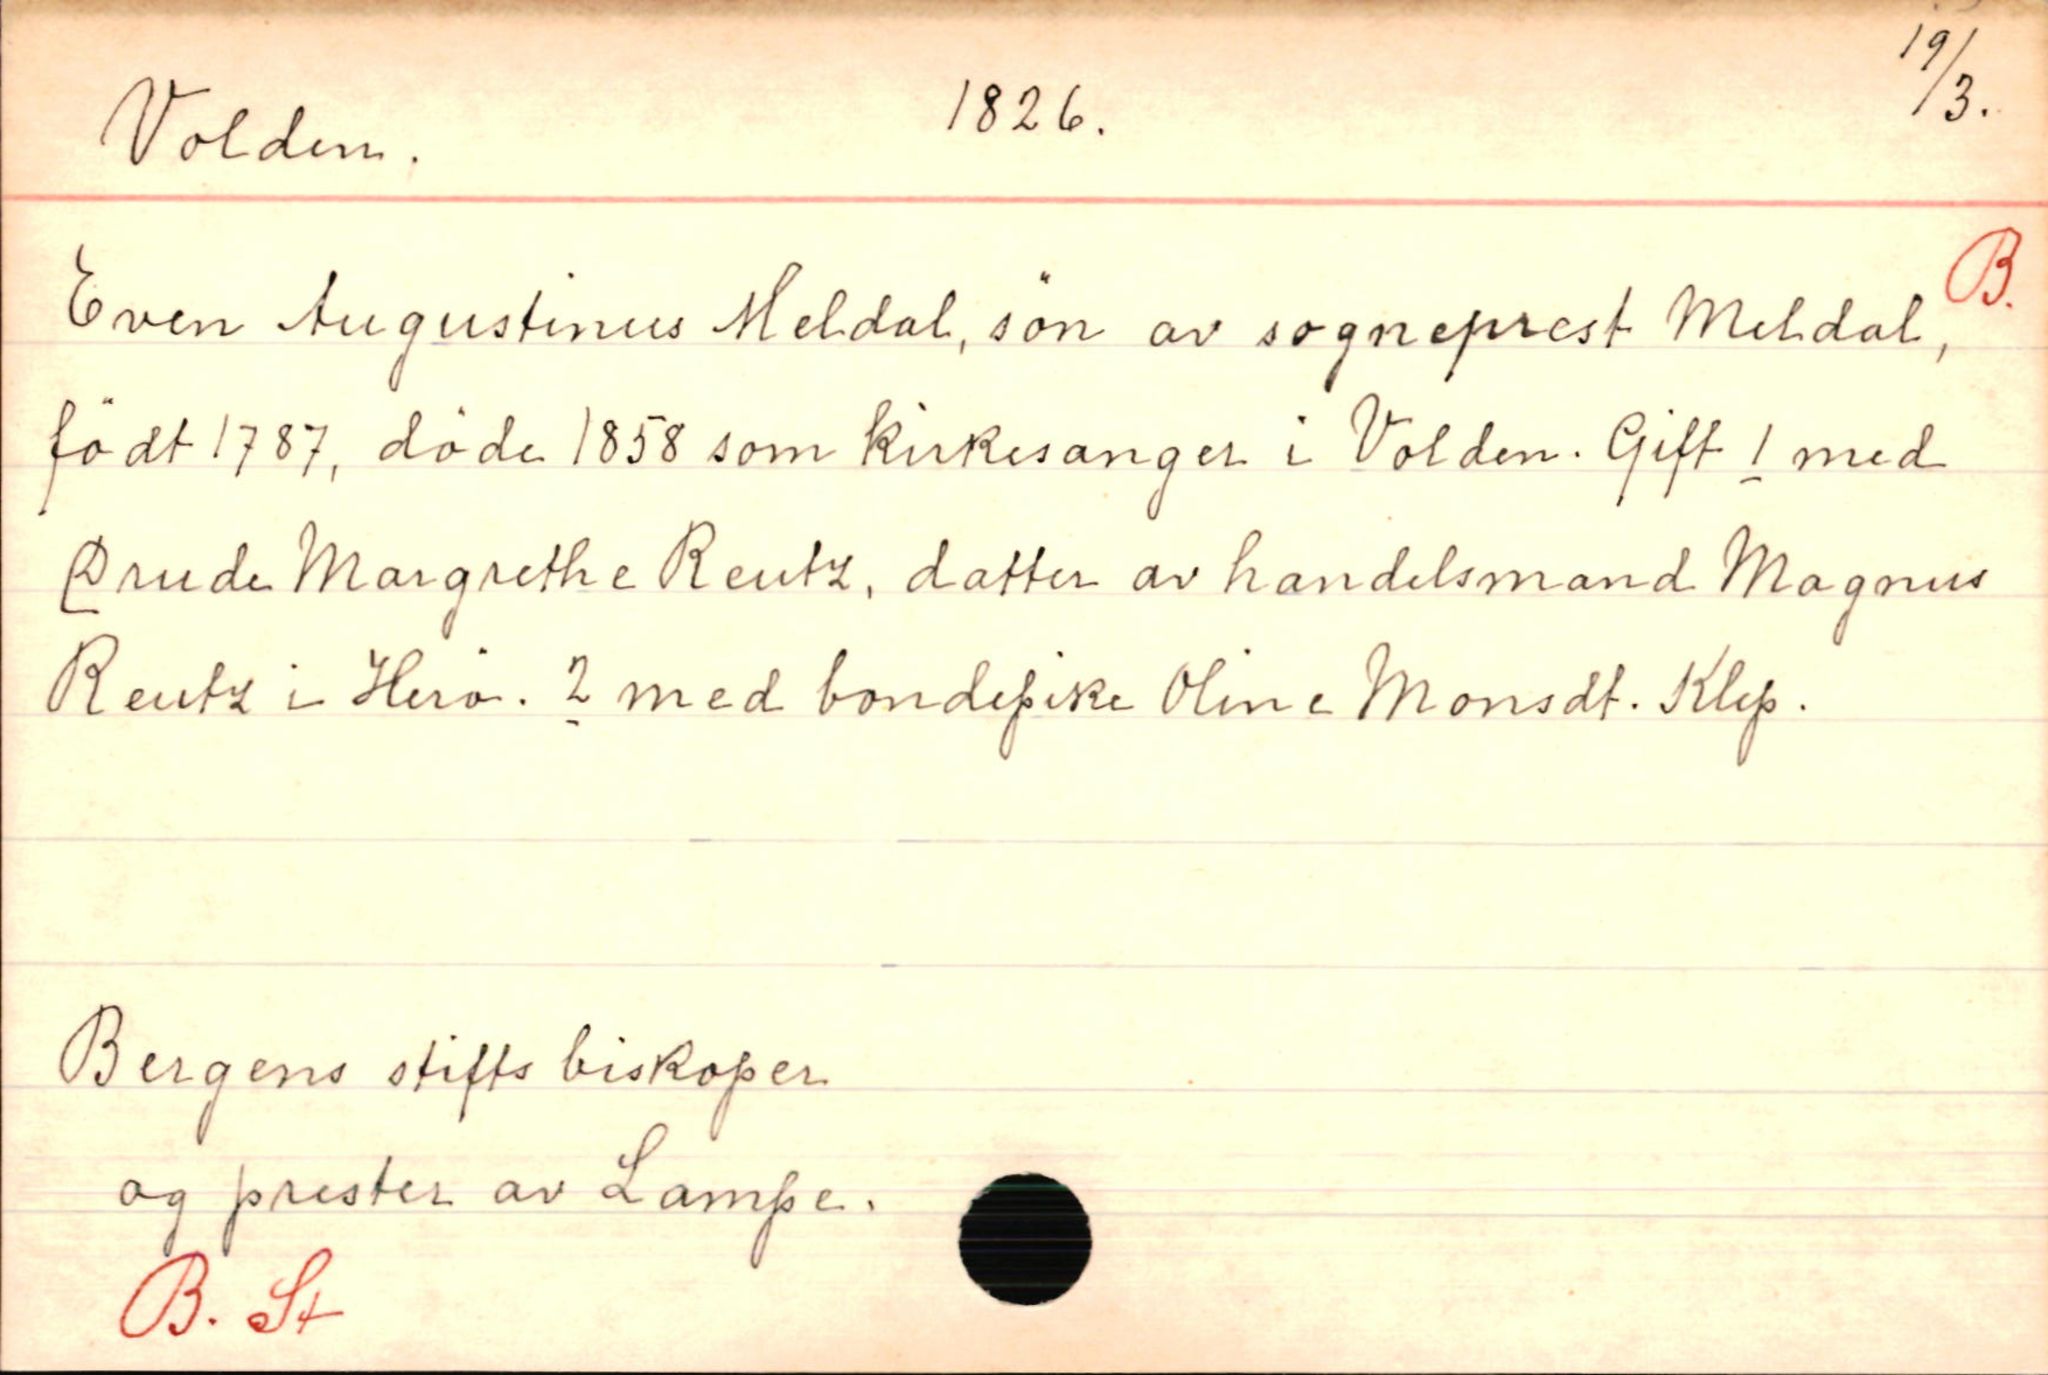 Volden. 1826. 19/3.
B.
Even Augustinus Meldal, sön av sogneprest Meldal,
födt 1787, döde 1858 som kirkesanger i Volden. Gift 1 med
Drude Margrethe Reutz, datter av handelsmand Magnus
Reutz i Herö. 2 med bondepike Oline Monsdt. Klep.
Bergens stifts biskoper
og prester av Lampe.
B. St